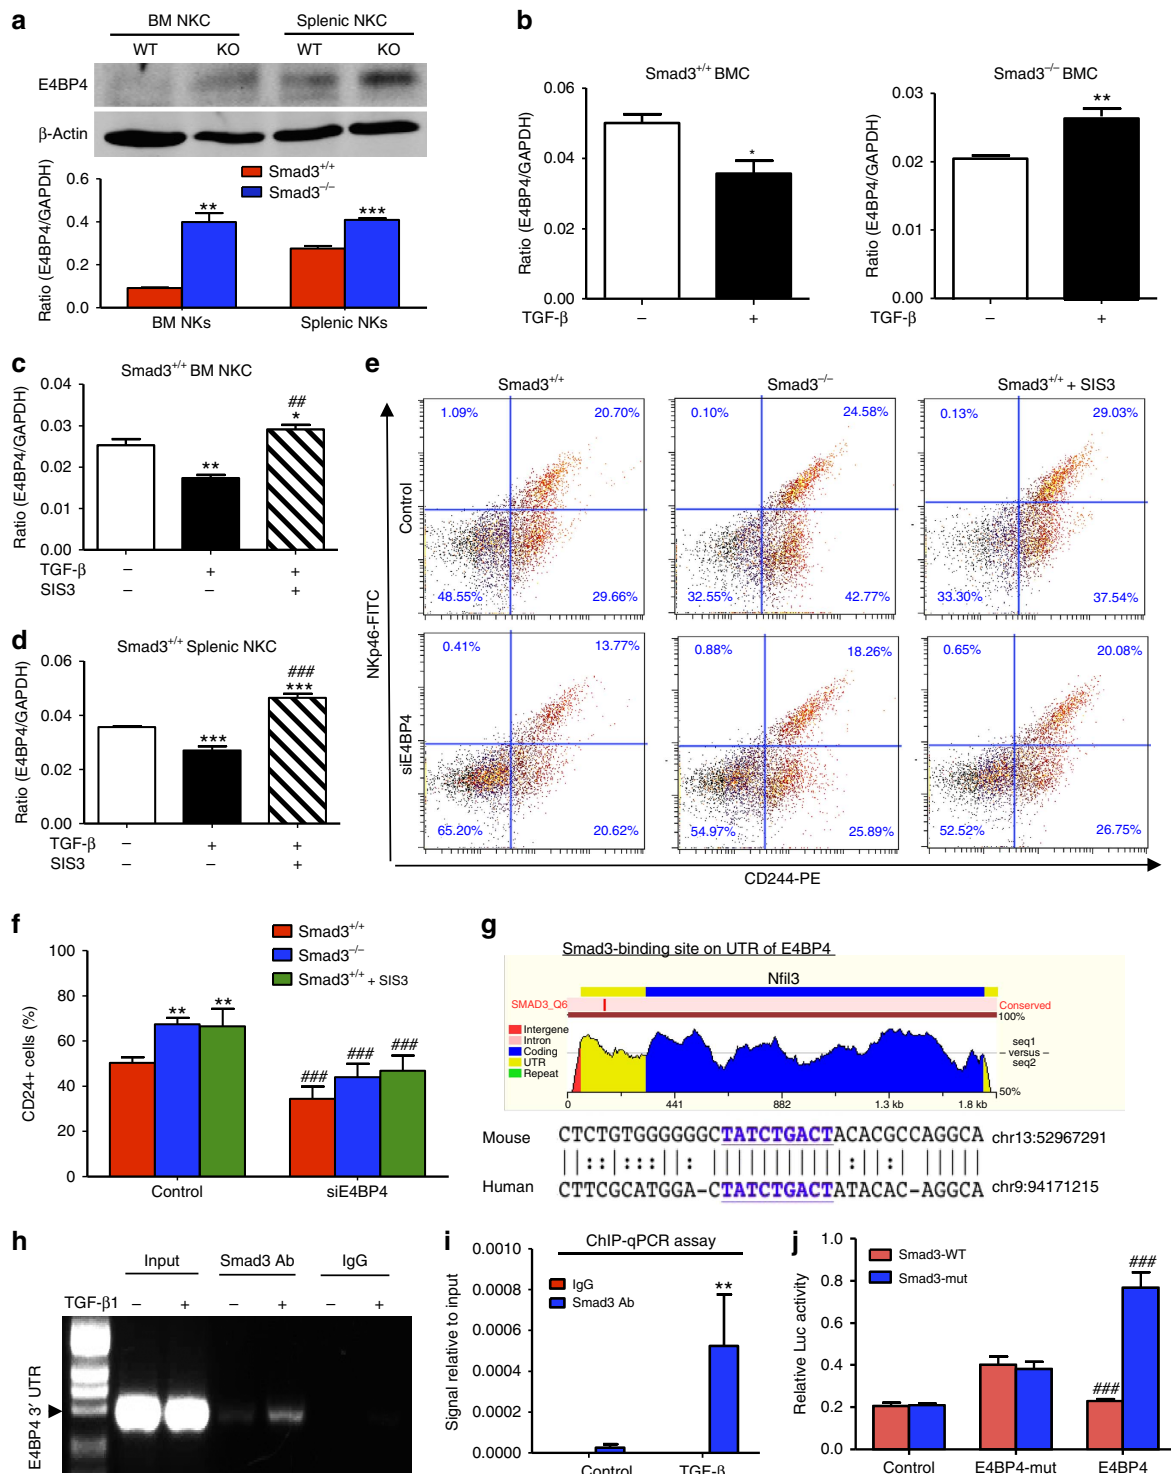 a
BM NKC
Splenic NKC
WT
KO
WT
KO
E4BP4
β-Actin
Smad3+/+
Smad3−/−
Ratio (E4BP4/GAPDH)
0.6
0.4
0.2
0.0
**
***
BM NKs
Splenic NKs
b
Smad3+/+ BMC
Ratio (E4BP4/GAPDH)
0.06
0.04
0.02
0.00
*
TGF-β
–
+
Smad3−/− BMC
Ratio (E4BP4/GAPDH)
0.03
0.02
0.01
0.00
**
TGF-β
–
+
c
Smad3+/+ BM NKC
Ratio (E4BP4/GAPDH)
0.04
0.03
0.02
0.01
0.00
**
##
*
TGF-β – + +
SIS3 – – +
d
Smad3+/+ Splenic NKC
Ratio (E4BP4/GAPDH)
0.06
0.04
0.02
0.00
***
###
***
TGF-β – + +
SIS3 – – +
e
Smad3+/+
Smad3−/−
Smad3+/+ + SIS3
NKp46-FITC
Control
1.09% 20.70%
48.55% 29.66%
0.10% 24.58%
32.55% 42.77%
0.13% 29.03%
33.30% 37.54%
siE4BP4
0.41% 13.77%
65.20% 20.62%
0.88% 18.26%
54.97% 25.89%
0.65% 20.08%
52.52% 26.75%
CD244-PE
f
Smad3+/+
Smad3−/−
Smad3+/+ + SIS3
CD24+ cells (%)
100
80
60
40
20
0
** **
### ### ###
Control
siE4BP4
g
Smad3-binding site on UTR of E4BP4
Nfil3
SMAD3_Q6
Conserved
100%
Intergene
Intron
Coding
UTR
Repeat
seq1
– versus –
seq2
50%
0 441 882 1.3 kb 1.8 kb
Mouse CTCTGTGGGGGGCTATCTGACTACACGCCAGGCA chr13:52967291
Human CTTCGCATGGA-CTATCTGACTATACAC-AGGCA chr9:94171215
h
Input
Smad3 Ab
IgG
TGF-β1 – + – + – +
E4BP4 3′ UTR
i
ChIP-qPCR assay
IgG
Smad3 Ab
Signal relative to input
0.0010
0.0008
0.0006
0.0004
0.0002
0.0000
**
Control
TGF-β
j
Smad3-WT
Smad3-mut
Relative Luc activity
1.0
0.8
0.6
0.4
0.2
0.0
###
###
Control
E4BP4-mut
E4BP4